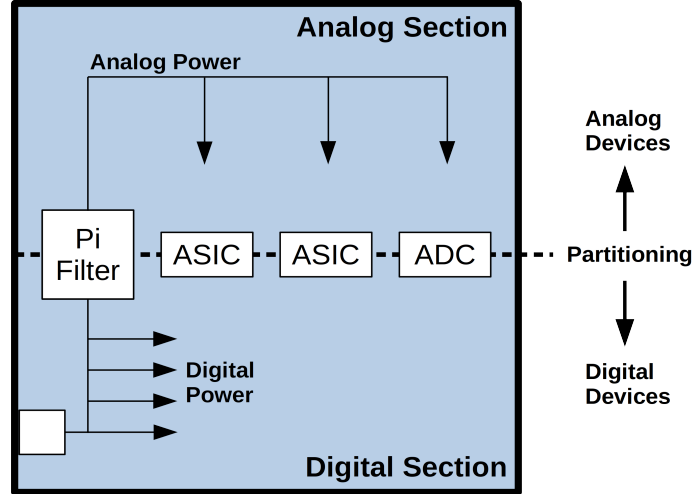 Analog Section
Analog Power
Analog
Devices
Pi
Filter
ASIC
ASIC
ADC
Partitioning
Digital
Power
Digital
Devices
Digital Section